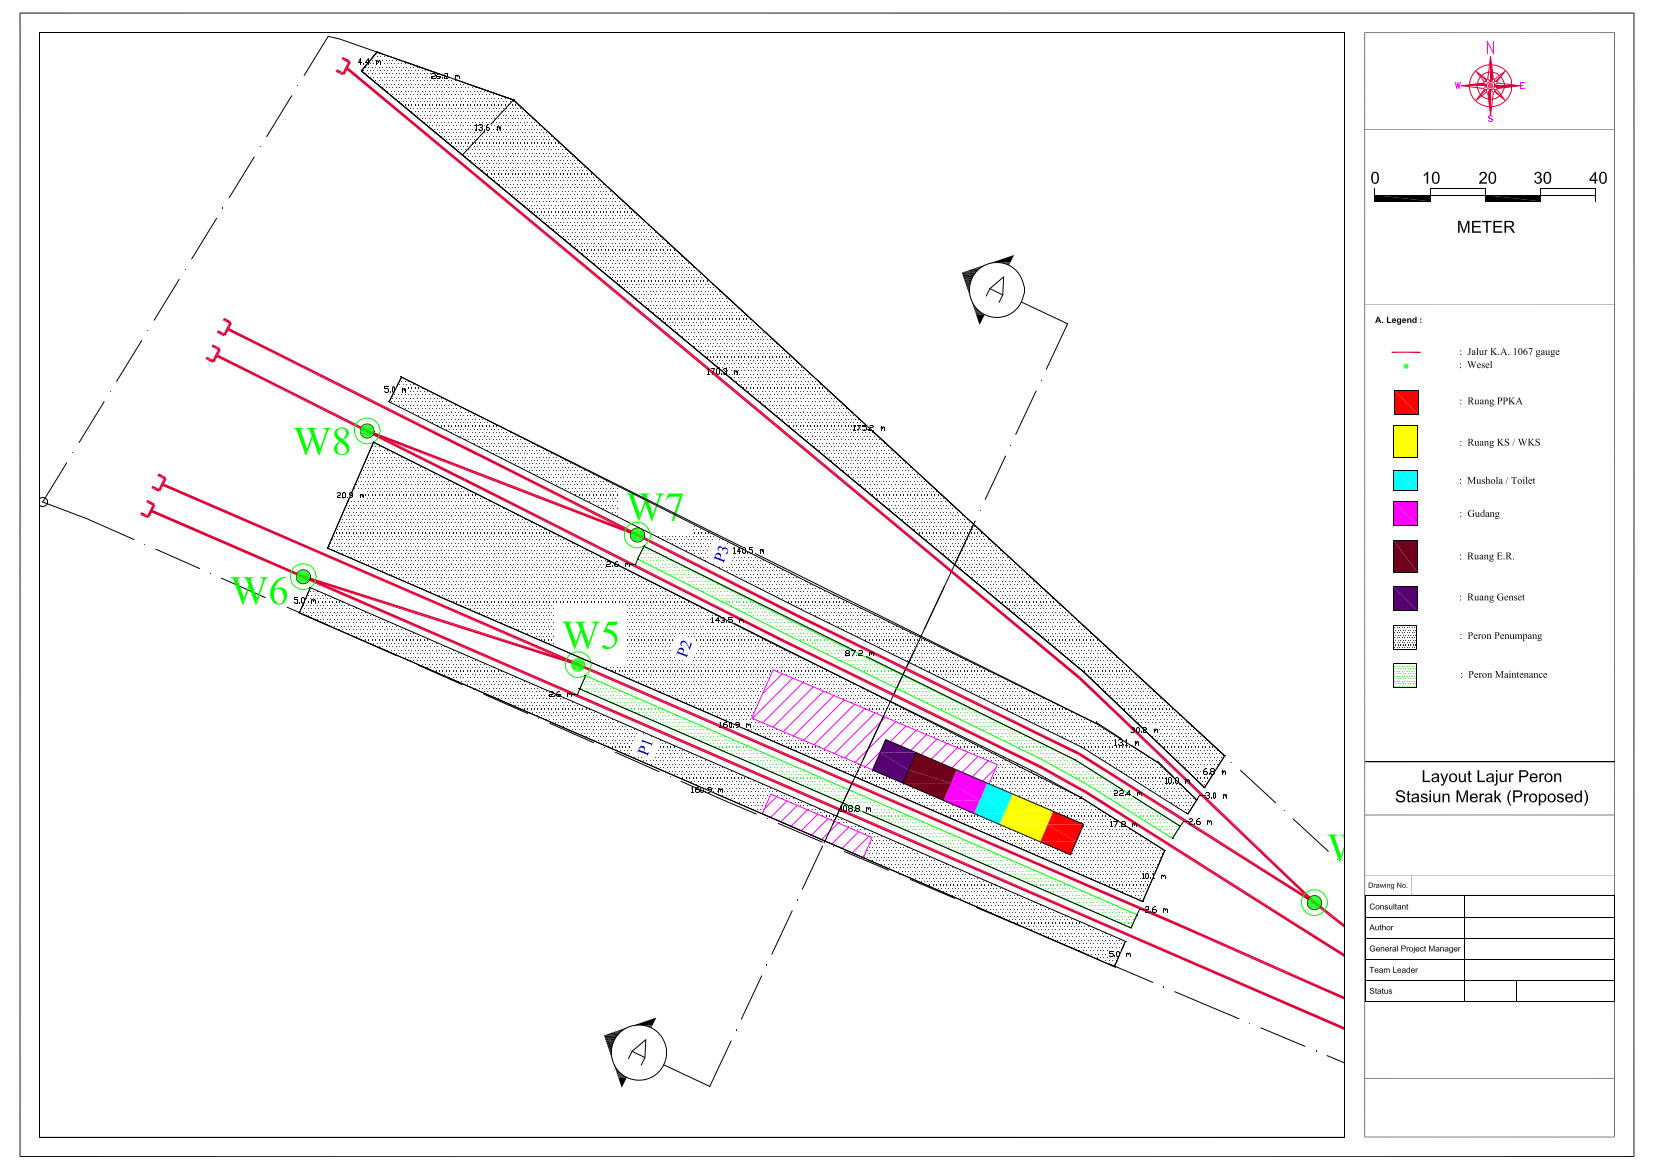 4.4 m
26.8 m
13.6 m
170.3 m
175.2 m
A
5.0 m
W8
20.9 m
W7
P3
140.5 m
2.6 m
W6
5.0 m
W5
143.5 m
P2
87.2 m
2.6 m
160.9 m
P1
160.9 m
108.8 m
30.2 m
13.1 m
6.8 m
10.0 m
3.0 m
22.4 m
2.6 m
17.8 m
10.1 m
2.6 m
5.0 m
A
N
W E
S
0 10 20 30 40
METER
A. Legend :
: Jalur K.A. 1067 gauge
: Wesel
: Ruang PPKA
: Ruang KS / WKS
: Mushola / Toilet
: Gudang
: Ruang E.R.
: Ruang Genset
: Peron Penumpang
: Peron Maintenance
Layout Lajur Peron
Stasiun Merak (Proposed)
Drawing No.
Consultant
Author
General Project Manager
Team Leader
Status